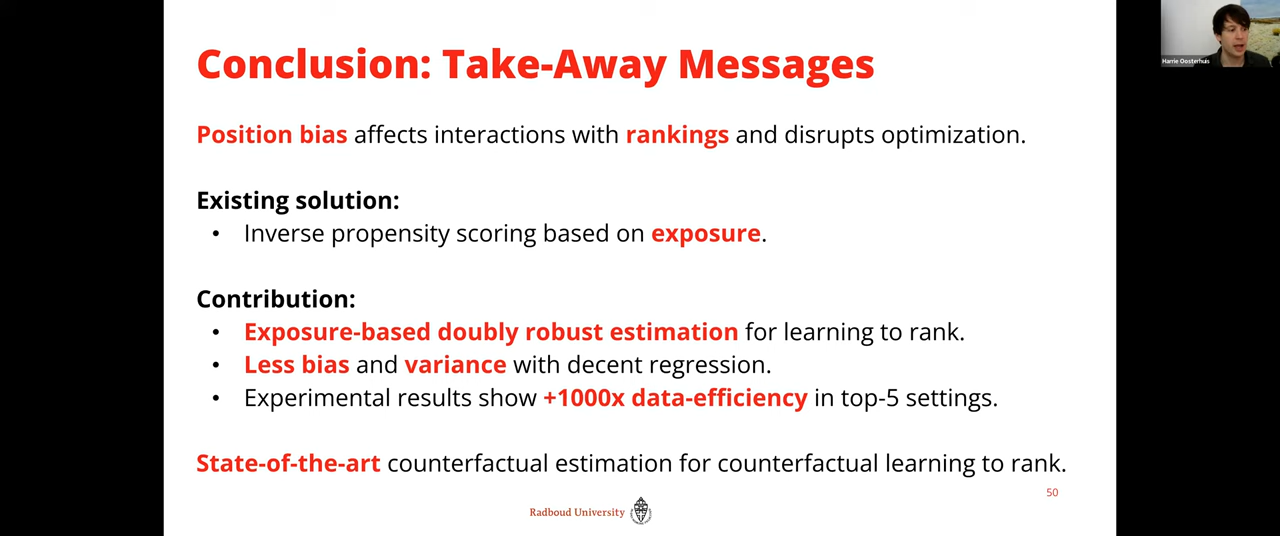 Conclusion: Take-Away Messages
Harrie Oosterhuis
Position bias affects interactions with rankings and disrupts optimization.
Existing solution:
• Inverse propensity scoring based on exposure.
Contribution:
• Exposure-based doubly robust estimation for learning to rank.
• Less bias and variance with decent regression.
• Experimental results show +1000x data-efficiency in top-5 settings.
State-of-the-art counterfactual estimation for counterfactual learning to rank.
50
Radboud University